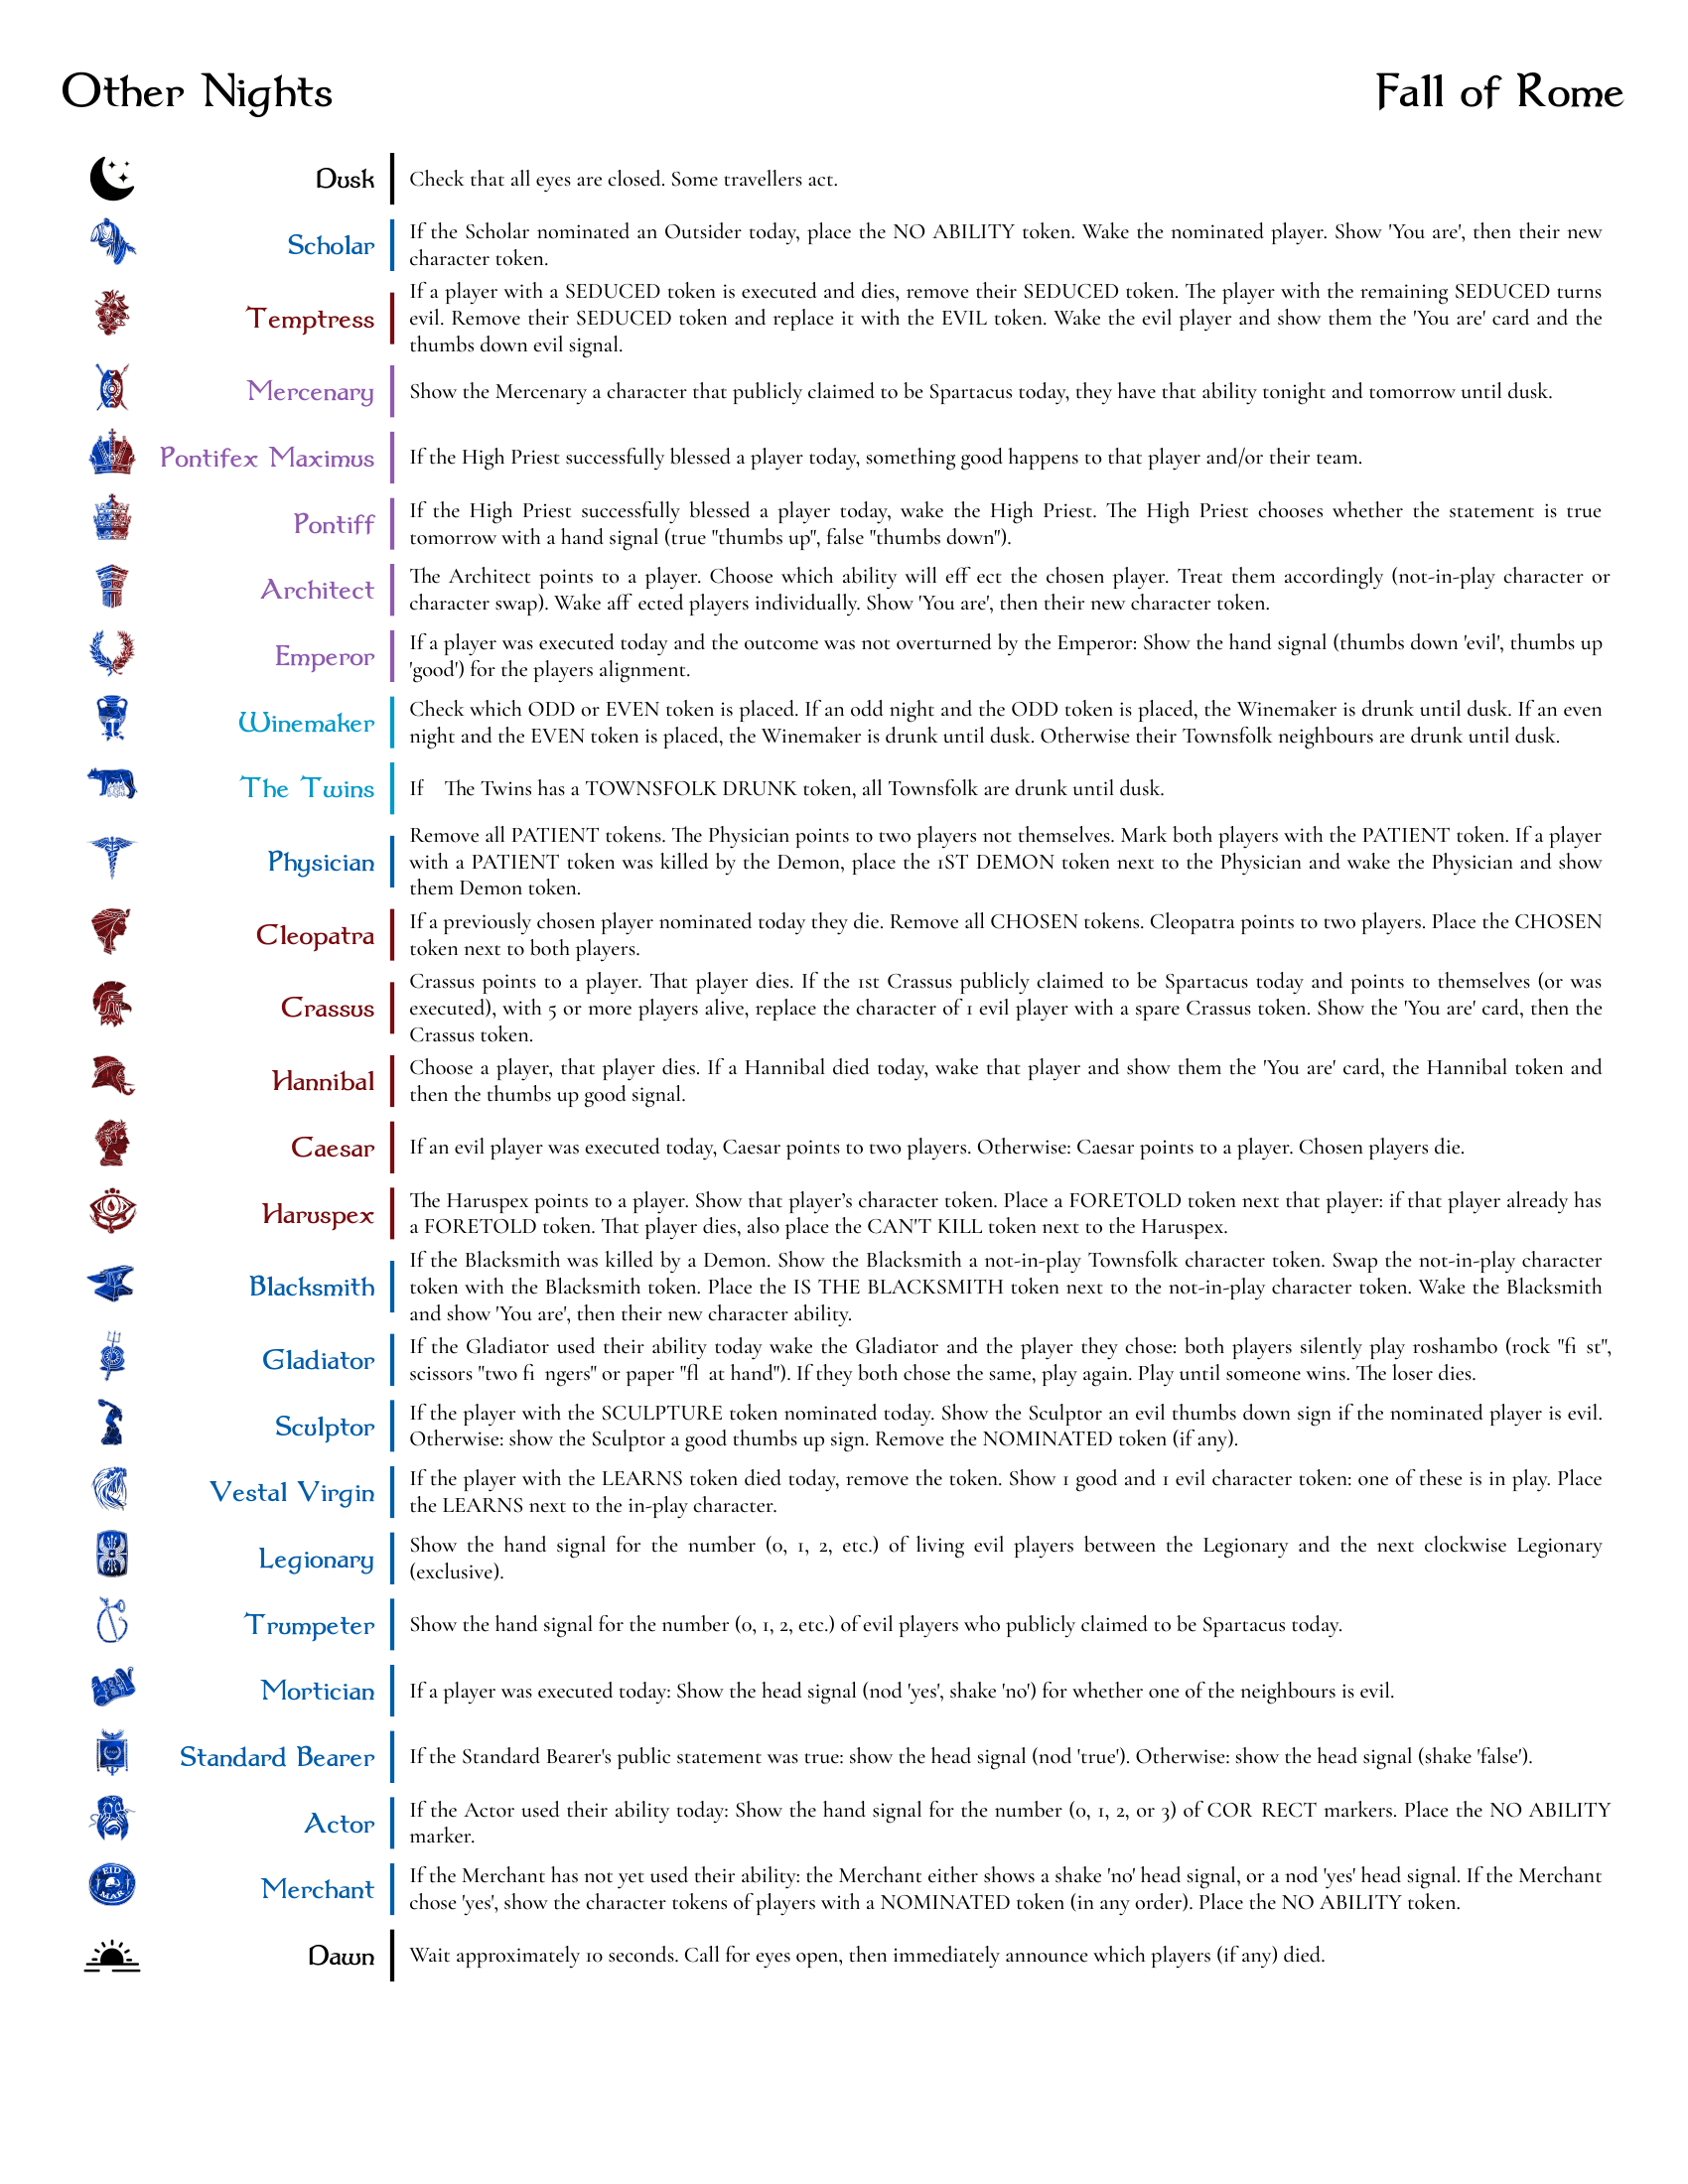 Other Nights
Fall of Rome
Dusk
Check that all eyes are closed. Some travellers act.
Scholar
If the Scholar nominated an Outsider today, place the NO ABILITY token. Wake the nominated player. Show 'You are', then their new
character token.
Temptress
If a player with a SEDUCED token is executed and dies, remove their SEDUCED token. The player with the remaining SEDUCED turns
evil. Remove their SEDUCED token and replace it with the EVIL token. Wake the evil player and show them the 'You are' card and the
thumbs down evil signal.
Mercenary
Show the Mercenary a character that publicly claimed to be Spartacus today, they have that ability tonight and tomorrow until dusk.
Pontifex Maximus
If the High Priest successfully blessed a player today, something good happens to that player and/or their team.
Pontiff
If the High Priest successfully blessed a player today, wake the High Priest. The High Priest chooses whether the statement is true
tomorrow with a hand signal (true "thumbs up", false "thumbs down").
Architect
The Architect points to a player. Choose which ability will eff ect the chosen player. Treat them accordingly (not-in-play character or
character swap). Wake aff ected players individually. Show 'You are', then their new character token.
Emperor
If a player was executed today and the outcome was not overturned by the Emperor: Show the hand signal (thumbs down 'evil', thumbs up
'good') for the players alignment.
Winemaker
Check which ODD or EVEN token is placed. If an odd night and the ODD token is placed, the Winemaker is drunk until dusk. If an even
night and the EVEN token is placed, the Winemaker is drunk until dusk. Otherwise their Townsfolk neighbours are drunk until dusk.
The Twins
If The Twins has a TOWNSFOLK DRUNK token, all Townsfolk are drunk until dusk.
Physician
Remove all PATIENT tokens. The Physician points to two players not themselves. Mark both players with the PATIENT token. If a player
with a PATIENT token was killed by the Demon, place the 1ST DEMON token next to the Physician and wake the Physician and show
them Demon token.
Cleopatra
If a previously chosen player nominated today they die. Remove all CHOSEN tokens. Cleopatra points to two players. Place the CHOSEN
token next to both players.
Crassus
Crassus points to a player. That player dies. If the 1st Crassus publicly claimed to be Spartacus today and points to themselves (or was
executed), with 5 or more players alive, replace the character of 1 evil player with a spare Crassus token. Show the 'You are' card, then the
Crassus token.
Hannibal
Choose a player, that player dies. If a Hannibal died today, wake that player and show them the 'You are' card, the Hannibal token and
then the thumbs up good signal.
Caesar
If an evil player was executed today, Caesar points to two players. Otherwise: Caesar points to a player. Chosen players die.
Haruspex
The Haruspex points to a player. Show that player’s character token. Place a FORETOLD token next that player: if that player already has
a FORETOLD token. That player dies, also place the CAN'T KILL token next to the Haruspex.
Blacksmith
If the Blacksmith was killed by a Demon. Show the Blacksmith a not-in-play Townsfolk character token. Swap the not-in-play character
token with the Blacksmith token. Place the IS THE BLACKSMITH token next to the not-in-play character token. Wake the Blacksmith
and show 'You are', then their new character ability.
Gladiator
If the Gladiator used their ability today wake the Gladiator and the player they chose: both players silently play roshambo (rock "fi st",
scissors "two fi ngers" or paper "fl at hand"). If they both chose the same, play again. Play until someone wins. The loser dies.
Sculptor
If the player with the SCULPTURE token nominated today. Show the Sculptor an evil thumbs down sign if the nominated player is evil.
Otherwise: show the Sculptor a good thumbs up sign. Remove the NOMINATED token (if any).
Vestal Virgin
If the player with the LEARNS token died today, remove the token. Show 1 good and 1 evil character token: one of these is in play. Place
the LEARNS next to the in-play character.
Legionary
Show the hand signal for the number (0, 1, 2, etc.) of living evil players between the Legionary and the next clockwise Legionary
(exclusive).
Trumpeter
Show the hand signal for the number (0, 1, 2, etc.) of evil players who publicly claimed to be Spartacus today.
Mortician
If a player was executed today: Show the head signal (nod 'yes', shake 'no') for whether one of the neighbours is evil.
Standard Bearer
If the Standard Bearer's public statement was true: show the head signal (nod 'true'). Otherwise: show the head signal (shake 'false').
Actor
If the Actor used their ability today: Show the hand signal for the number (0, 1, 2, or 3) of COR RECT markers. Place the NO ABILITY
marker.
EID
MAR
Merchant
If the Merchant has not yet used their ability: the Merchant either shows a shake 'no' head signal, or a nod 'yes' head signal. If the Merchant
chose 'yes', show the character tokens of players with a NOMINATED token (in any order). Place the NO ABILITY token.
Dawn
Wait approximately 10 seconds. Call for eyes open, then immediately announce which players (if any) died.